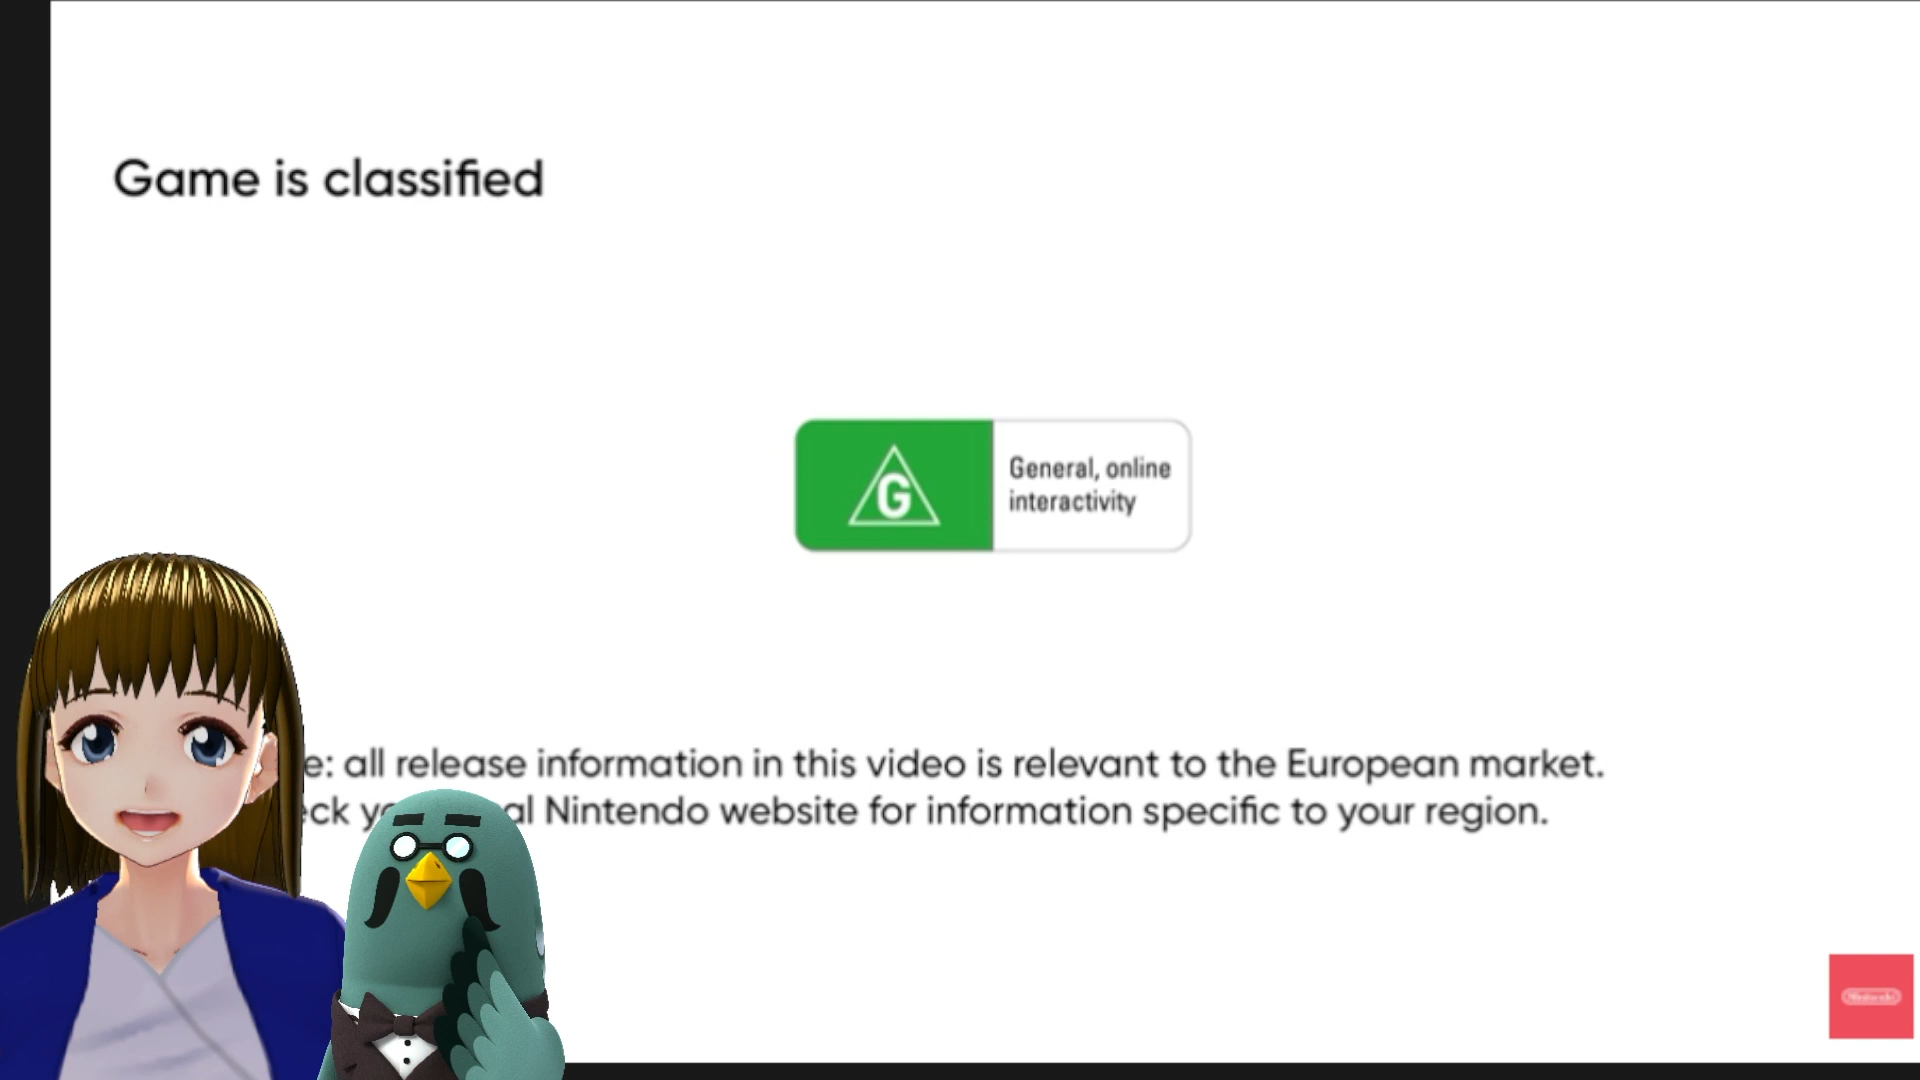 Game is classified
G
General, online
interactivity
e: all release information in this video is relevant to the European market.
eck y al Nintendo website for information specific to your region.
Nintendo